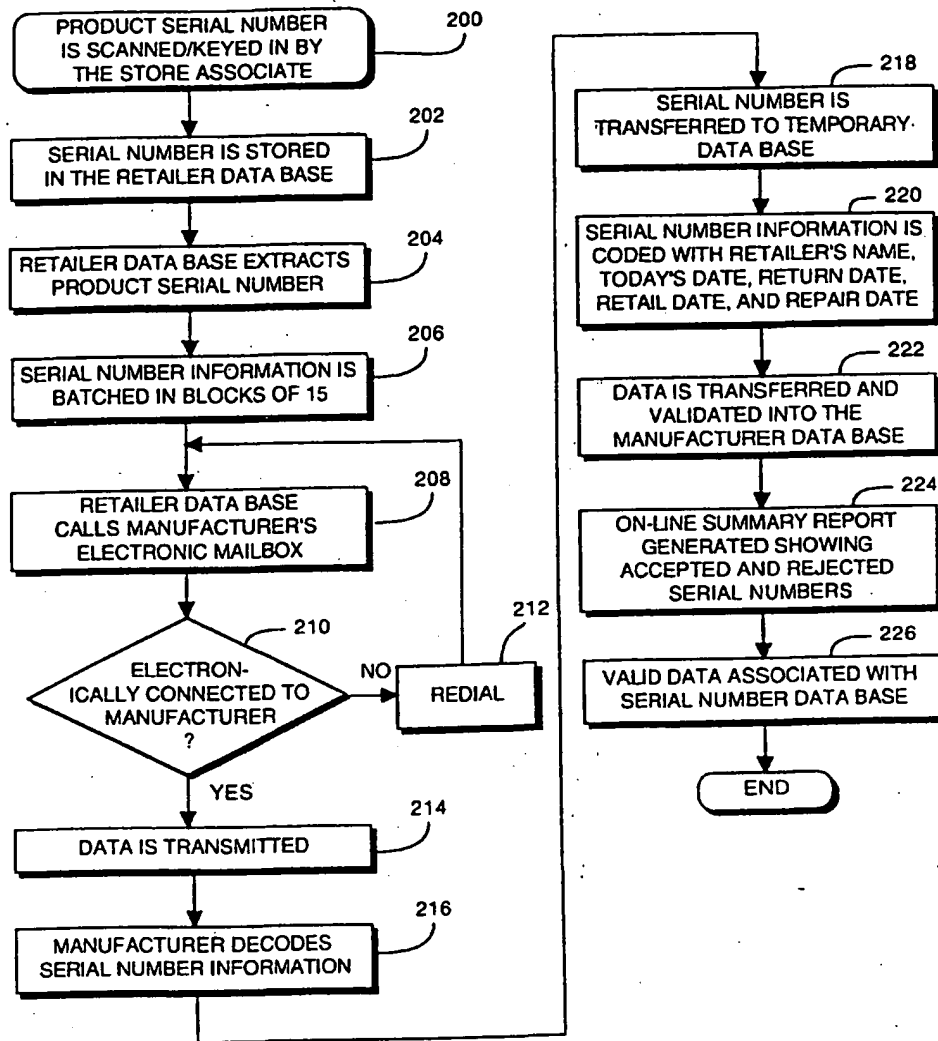 PRODUCT SERIAL NUMBER
IS SCANNED/KEYED IN BY
THE STORE ASSOCIATE
200
202
SERIAL NUMBER IS STORED
IN THE RETAILER DATA BASE
204
RETAILER DATA BASE EXTRACTS
PRODUCT SERIAL NUMBER
206
SERIAL NUMBER INFORMATION IS
BATCHED IN BLOCKS OF 15
208
RETAILER DATA BASE
CALLS MANUFACTURER'S
ELECTRONIC MAILBOX
210
ELECTRON-
ICALLY CONNECTED TO
MANUFACTURER
?
NO
212
REDIAL
YES
214
DATA IS TRANSMITTED
216
MANUFACTURER DECODES
SERIAL NUMBER INFORMATION
218
SERIAL NUMBER IS
TRANSFERRED TO TEMPORARY
DATA BASE
220
SERIAL NUMBER INFORMATION IS
CODED WITH RETAILER'S NAME,
TODAY'S DATE, RETURN DATE,
RETAIL DATE, AND REPAIR DATE
222
DATA IS TRANSFERRED AND
VALIDATED INTO THE
MANUFACTURER DATA BASE
224
ON-LINE SUMMARY REPORT
GENERATED SHOWING
ACCEPTED AND REJECTED
SERIAL NUMBERS
226
VALID DATA ASSOCIATED WITH
SERIAL NUMBER DATA BASE
END